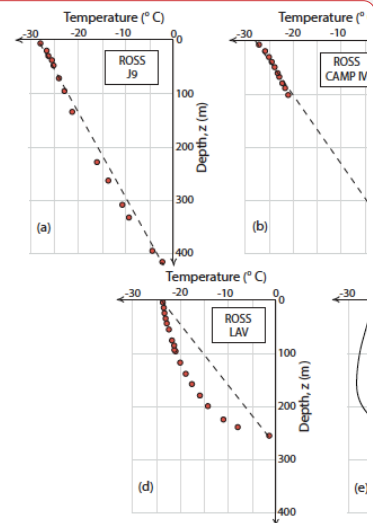 Temperature (° C)
-30 -20 -10 0
ROSS
J9
100
200
300
400
Depth, z (m)
(a)
Temperature (°
-30 -20
ROSS
CAMP IV
(b)
Temperature (° C)
-30 -20 -10 0
ROSS
LAV
100
200
300
400
Depth, z (m)
(d)
-30
(e)